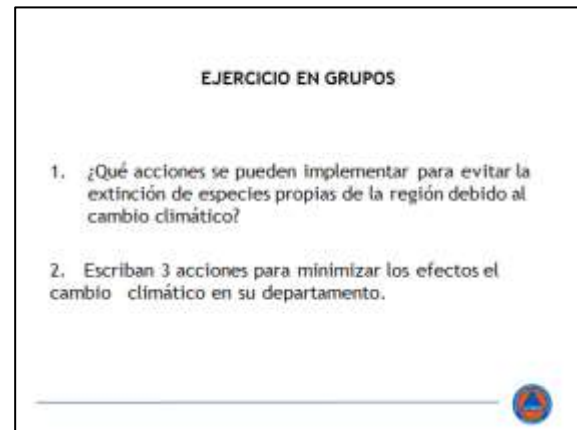 EJERCICIO EN GRUPOS
1. ¿Qué acciones se pueden implementar para evitar la
extinción de especies propias de la región debido al
cambio climático?
2. Escriban 3 acciones para minimizar los efectos el
cambio climático en su departamento.